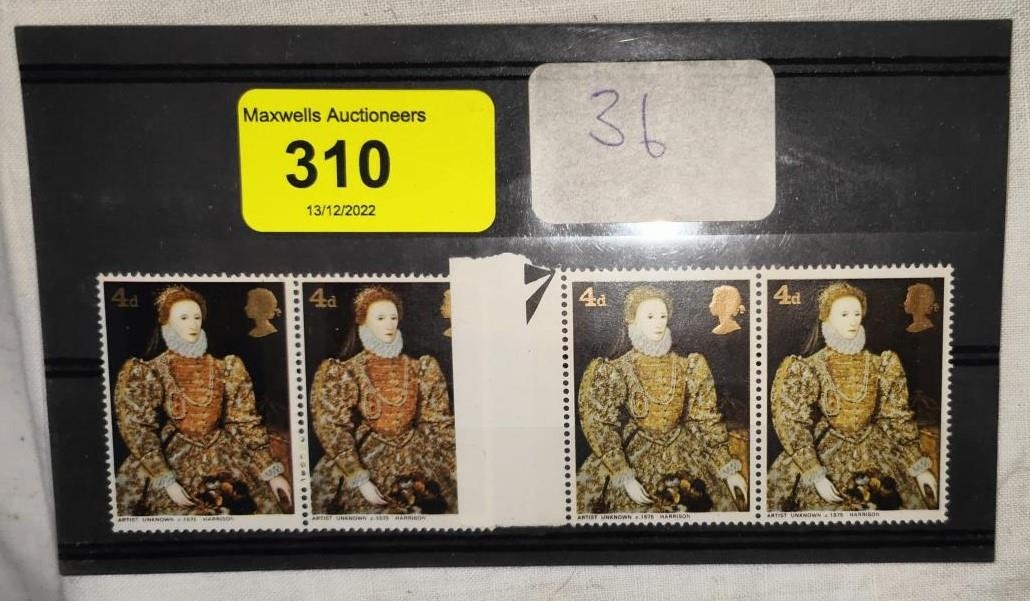 Maxwells Auctioneers
310
13/12/2022
36
4d
4d
4d
4d
ARTIST UNKNOWN c.1575 HARRISON
ARTIST UNKNOWN c.1575 HARRISON
ARTIST UNKNOWN c.1575 HARRISON
ARTIST UNKNOWN c.1575 HARRISON